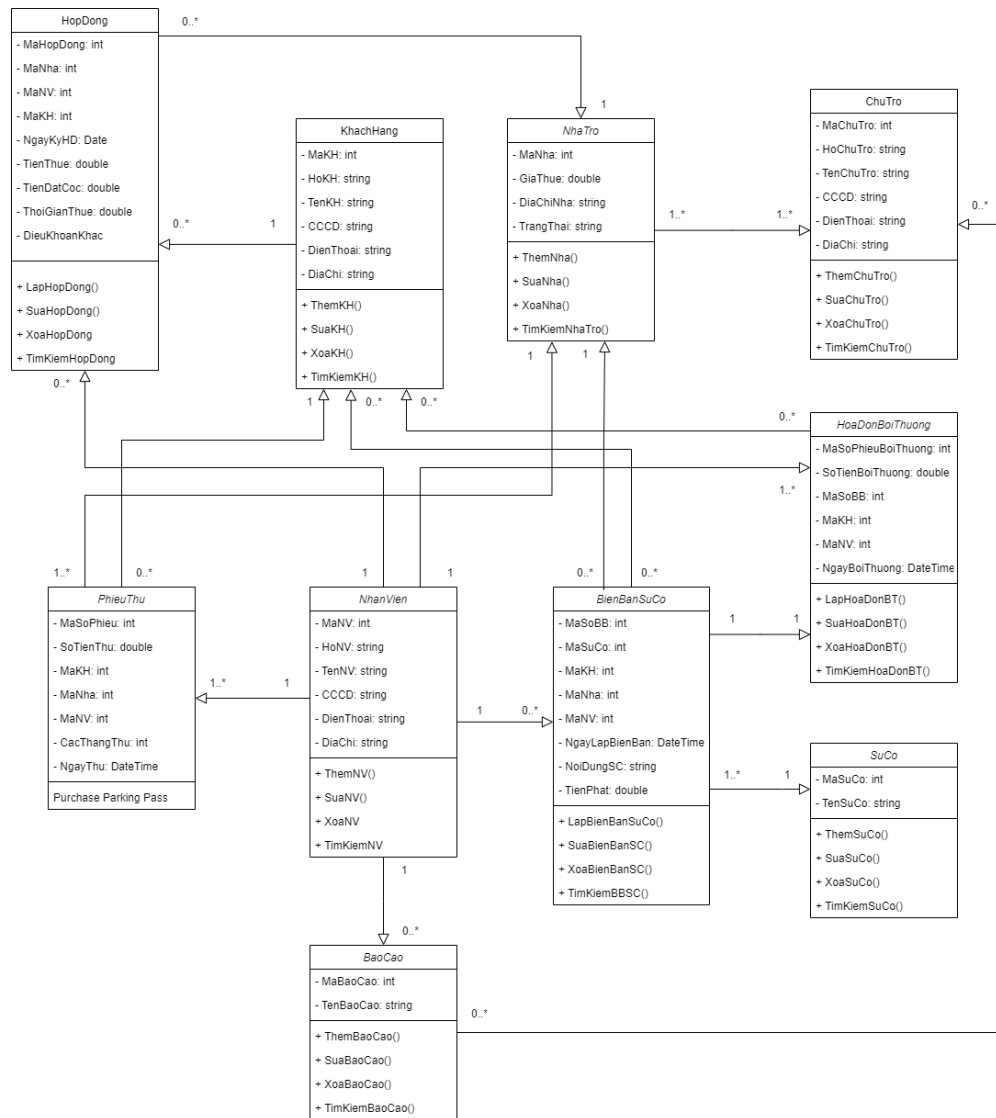 HopDong
- MaHopDong: int
- MaNha: int
- MaNV: int
- MaKH: int
- NgayKyHD: Date
- TienThue: double
- TienDatCoc: double
- ThoiGianThue: double
- DieuKhoanKhac
+ LapHopDong()
+ SuaHopDong()
+ XoaHopDong
+ TimKiemHopDong
0..*
1
0..*
1
0..*
KhachHang
- MaKH: int
- HoKH: string
- TenKH: string
- CCCD: string
- DienThoai: string
- DiaChi: string
+ ThemKH()
+ SuaKH()
+ XoaKH()
+ TimKiemKH()
1
0..*
0..*
NhaTro
- MaNha: int
- GiaThue: double
- DiaChiNha: string
- TrangThai: string
+ ThemNha()
+ SuaNha()
+ XoaNha()
+ TimKiemNhaTro()
1..*
1..*
1
1
ChuTro
- MaChuTro: int
- HoChuTro: string
- TenChuTro: string
- CCCD: string
- DienThoai: string
- DiaChi: string
+ ThemChuTro()
+ SuaChuTro()
+ XoaChuTro()
+ TimKiemChuTro()
0..*
0..*
HoaDonBoiThuong
- MaSoPhieuBoiThuong: int
- SoTienBoiThuong: double
- MaSoBB: int
- MaKH: int
- MaNV: int
- NgayBoiThuong: DateTime
+ LapHoaDonBT()
+ SuaHoaDonBT()
+ XoaHoaDonBT()
+ TimKiemHoaDonBT()
1..*
1..*
0..*
PhieuThu
- MaSoPhieu: int
- SoTienThu: double
- MaKH: int
- MaNha: int
- MaNV: int
- CacThangThu: int
- NgayThu: DateTime
Purchase Parking Pass
1..*
1
1
1
NhanVien
- MaNV: int
- HoNV: string
- TenNV: string
- CCCD: string
- DienThoai: string
- DiaChi: string
+ ThemNV()
+ SuaNV()
+ XoaNV
+ TimKiemNV
1
0..*
0..*
0..*
BienBanSuCo
- MaSoBB: int
- MaSuCo: int
- MaKH: int
- MaNha: int
- MaNV: int
- NgayLapBienBan: DateTime
- NoiDungSC: string
- TienPhat: double
+ LapBienBanSuCo()
+ SuaBienBanSC()
+ XoaBienBanSC()
+ TimKiemBBSC()
1
1
1..*
1
SuCo
- MaSuCo: int
- TenSuCo: string
+ ThemSuCo()
+ SuaSuCo()
+ XoaSuCo()
+ TimKiemSuCo()
1
0..*
BaoCao
- MaBaoCao: int
- TenBaoCao: string
+ ThemBaoCao()
+ SuaBaoCao()
+ XoaBaoCao()
+ TimKiemBaoCao()
0..*